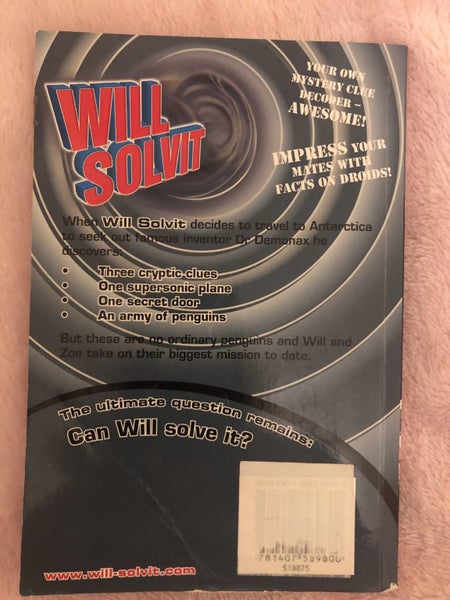 WILL
SOLVIT
YOUR OWN
MYSTERY CLUE
DECODER –
AWESOME!
IMPRESS YOUR
MATES WITH
FACTS ON DROIDS!
When Will Solvit decides to travel to Antarctica
to seek out famous inventor Dr Demonax he
discovers:
• Three cryptic clues
• One supersonic plane
• One secret door
• An army of penguins
But these are no ordinary penguins and Will and
Zoe take on their biggest mission to date.
The ultimate question remains:
Can Will solve it?
781407589800
518875
www.will-solvit.com